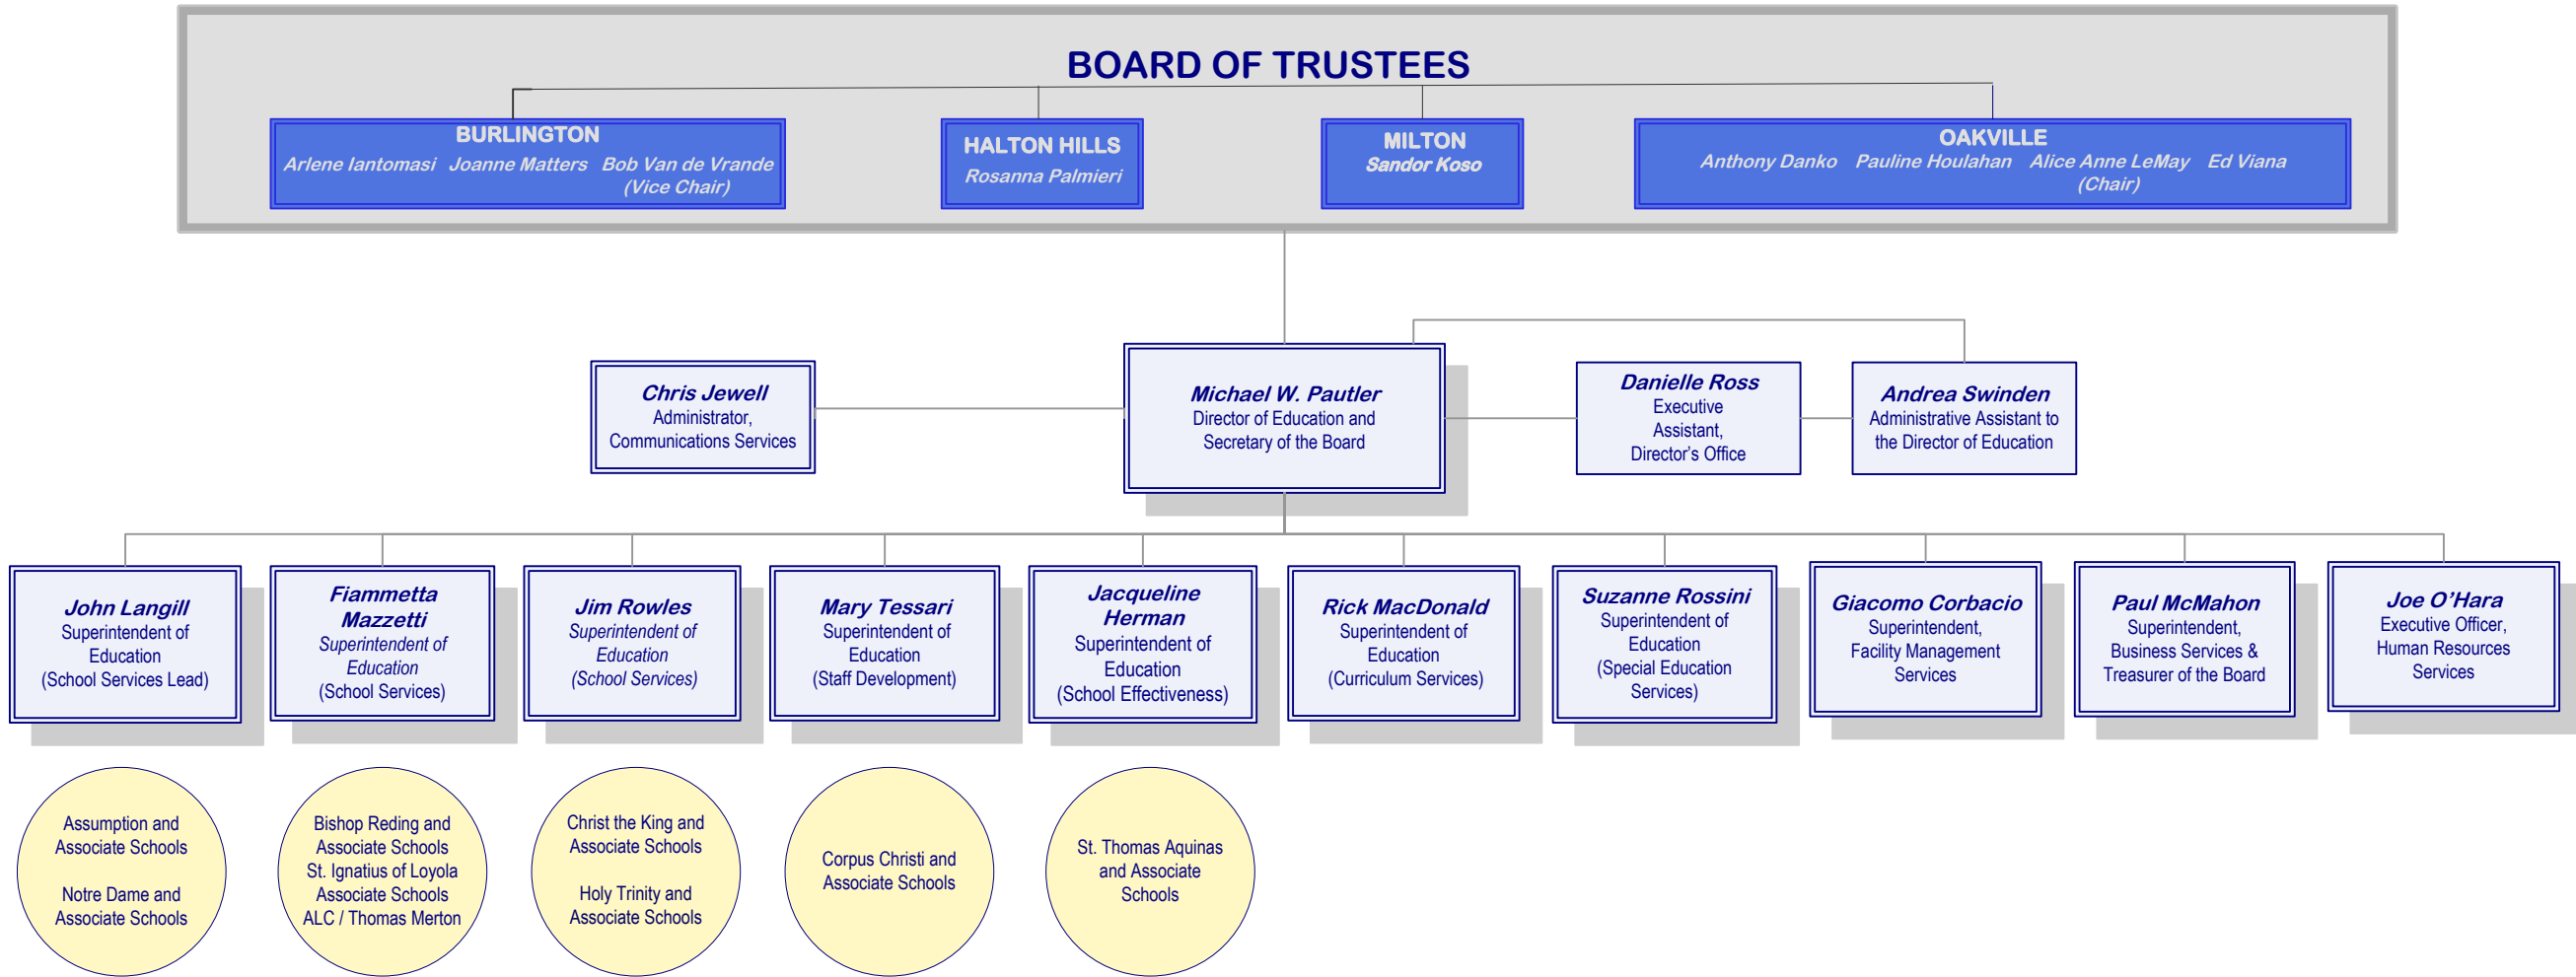 BOARD OF TRUSTEES
BURLINGTON
Arlene Iantomasi Joanne Matters Bob Van de Vrande
(Vice Chair)
HALTON HILLS
Rosanna Palmieri
MILTON
Sandor Koso
OAKVILLE
Anthony Danko Pauline Houlahan Alice Anne LeMay Ed Viana
(Chair)
Chris Jewell
Administrator,
Communications Services
Michael W. Pautler
Director of Education and
Secretary of the Board
Danielle Ross
Executive
Assistant,
Director’s Office
Andrea Swinden
Administrative Assistant to
the Director of Education
John Langill
Superintendent of
Education
(School Services Lead)
Fiammetta
Mazzetti
Superintendent of
Education
(School Services)
Jim Rowles
Superintendent of
Education
(School Services)
Mary Tessari
Superintendent of
Education
(Staff Development)
Jacqueline
Herman
Superintendent of
Education
(School Effectiveness)
Rick MacDonald
Superintendent of
Education
(Curriculum Services)
Suzanne Rossini
Superintendent of
Education
(Special Education
Services)
Giacomo Corbacio
Superintendent,
Facility Management
Services
Paul McMahon
Superintendent,
Business Services &
Treasurer of the Board
Joe O’Hara
Executive Officer,
Human Resources
Services
Assumption and
Associate Schools
Notre Dame and
Associate Schools
Bishop Reding and
Associate Schools
St. Ignatius of Loyola
Associate Schools
ALC / Thomas Merton
Christ the King and
Associate Schools
Holy Trinity and
Associate Schools
Corpus Christi and
Associate Schools
St. Thomas Aquinas
and Associate
Schools